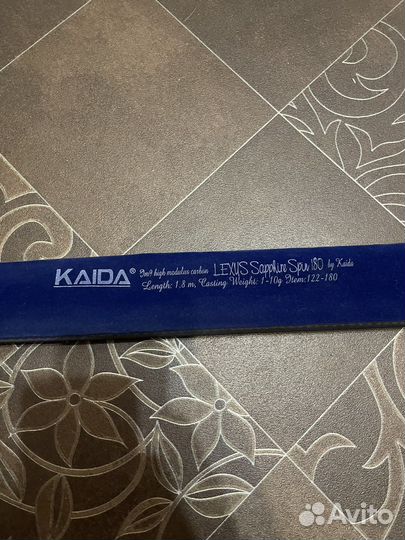 KAIDA® Im9 high modulus carbon LEXUS Sapphire Spin 180 by Kaida
Length: 1.8 m, Casting Weight: 1-10g Item:122-180
Avito